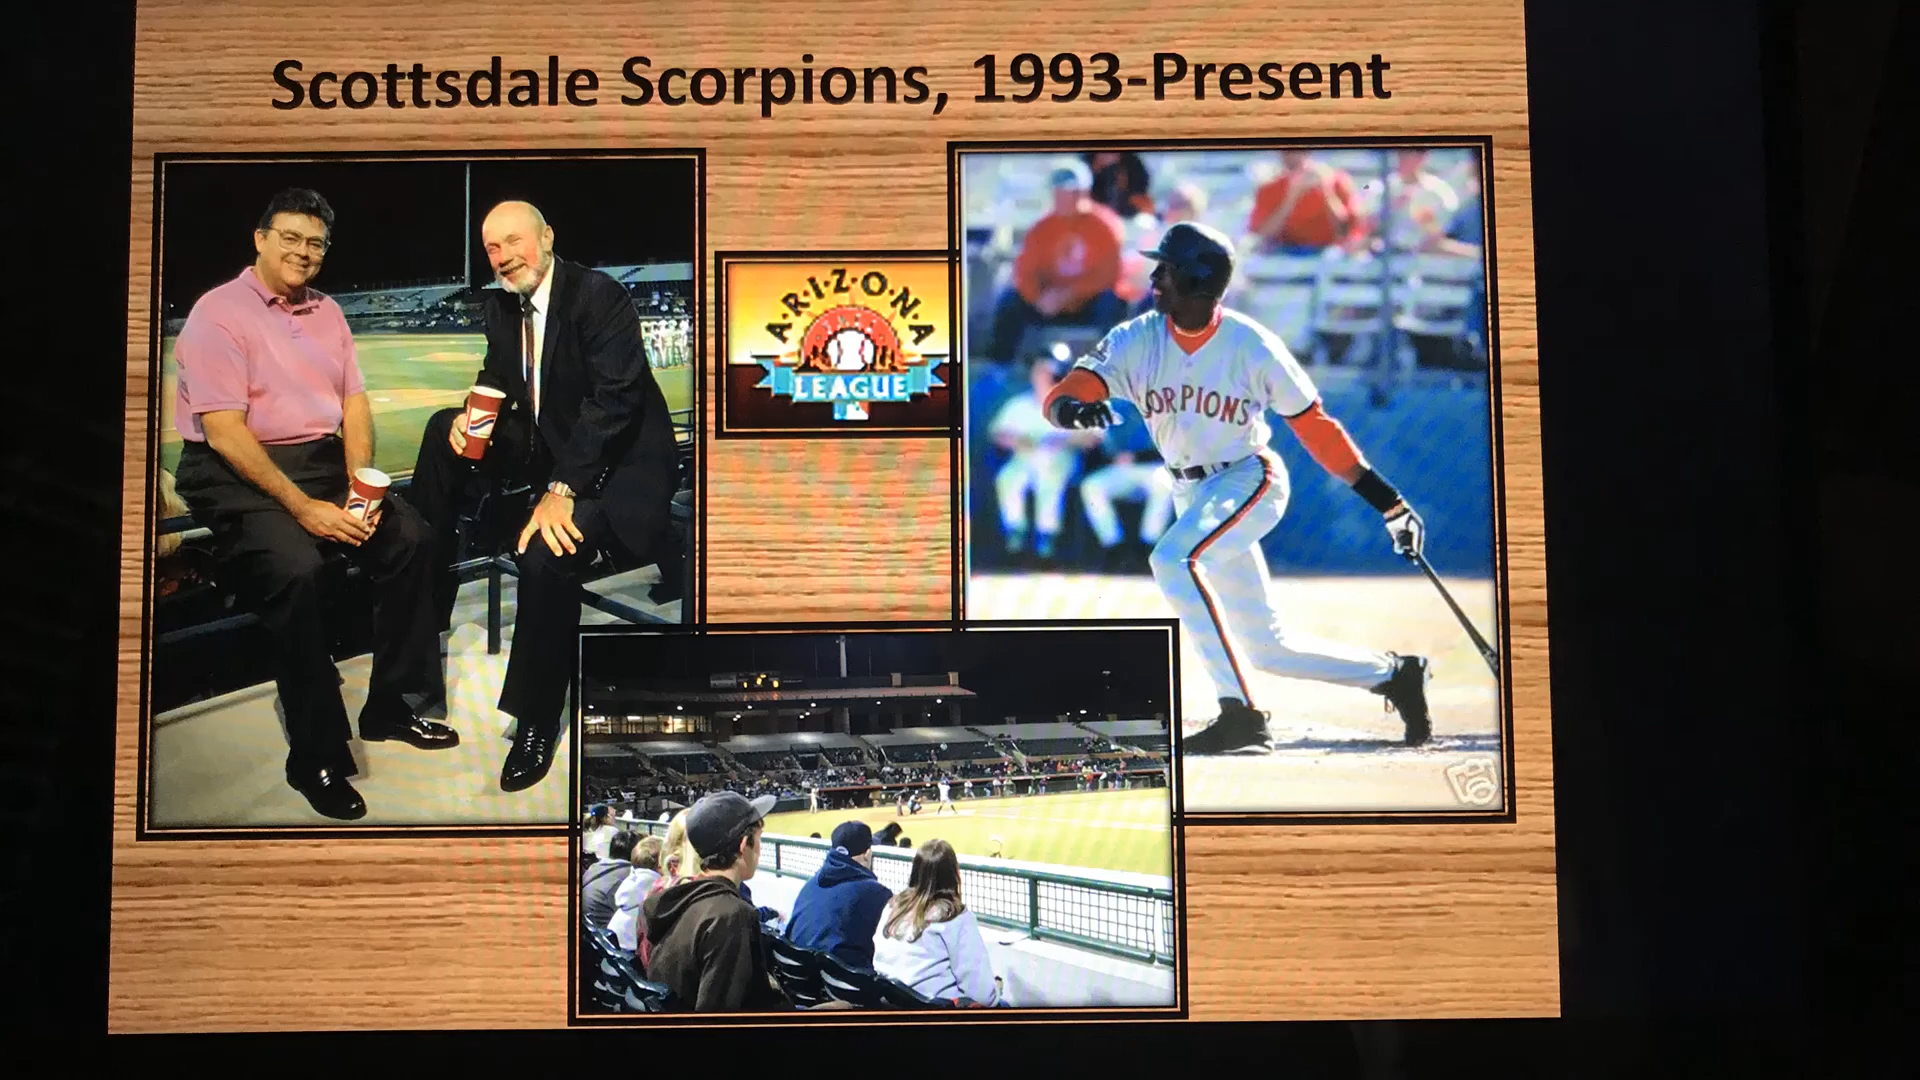 Scottsdale Scorpions, 1993-Present
A·R·I·Z·O·N·A
LEAGUE
ORPIONS